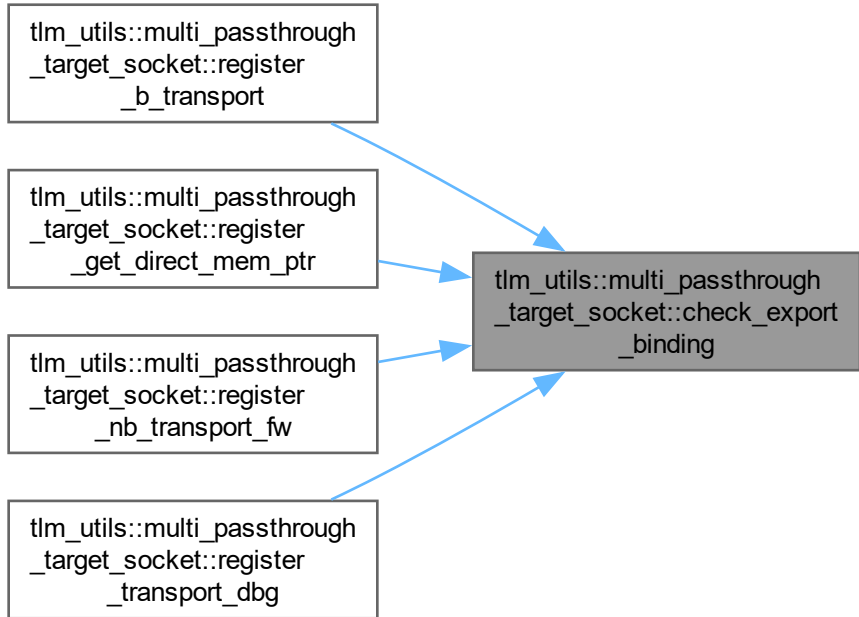 tlm_utils::multi_passthrough
_target_socket::register
_b_transport
tlm_utils::multi_passthrough
_target_socket::register
_get_direct_mem_ptr
tlm_utils::multi_passthrough
_target_socket::check_export
_binding
tlm_utils::multi_passthrough
_target_socket::register
_nb_transport_fw
tlm_utils::multi_passthrough
_target_socket::register
_transport_dbg